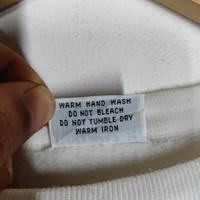 WARM HAND WASH
DO NOT BLEACH
DO NOT TUMBLE DRY
WARM IRON